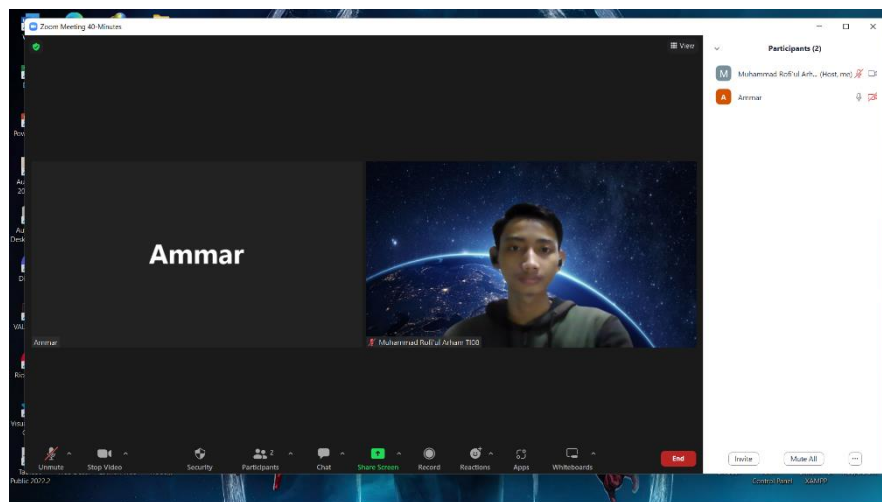 Zoom Meeting 40-Minutes
View
Participants (2)
M Muhammad Rofi'ul Arh... (Host, me)
A Ammar
Ammar
Ammar
Muhammad Rofi'ul Arham TI00
Unmute
Stop Video
Security
Participants 2
Chat
Share Screen
Record
Reactions
Apps
Whiteboards
End
Invite
Mute All
Public 2022.2
Control Panel
XAMPP